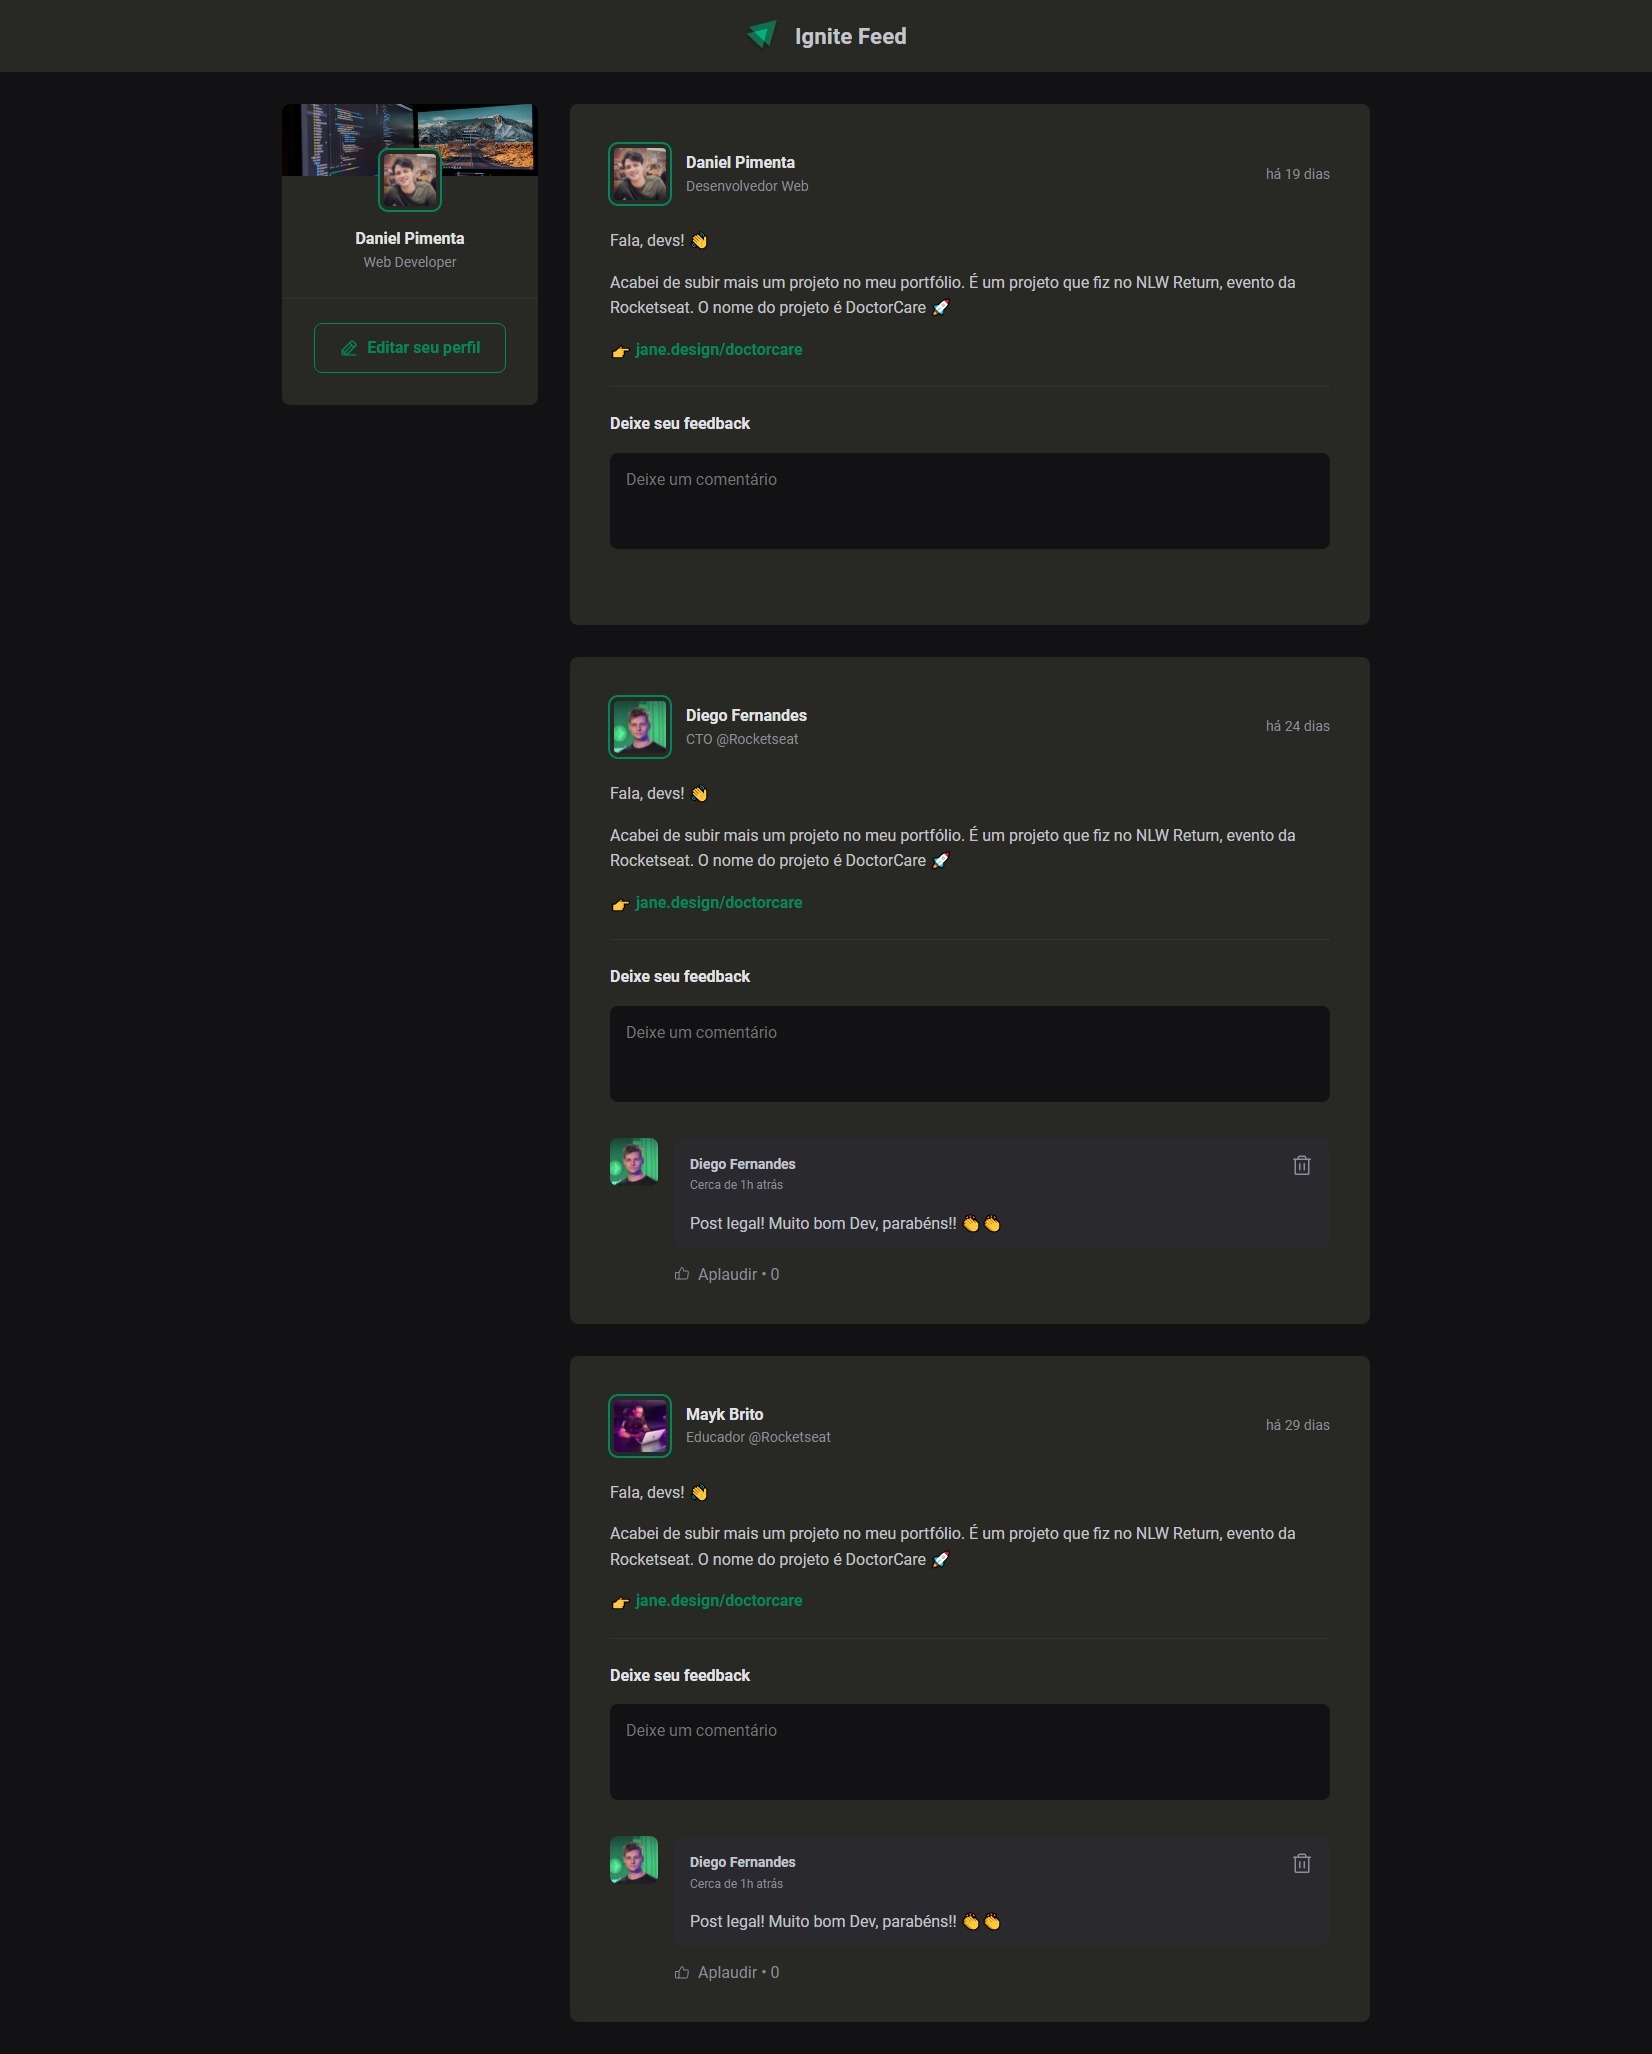 Ignite Feed
Daniel Pimenta
Web Developer
Editar seu perfil
Daniel Pimenta
Desenvolvedor Web
há 19 dias
Fala, devs! 👋
Acabei de subir mais um projeto no meu portfólio. É um projeto que fiz no NLW Return, evento da
Rocketseat. O nome do projeto é DoctorCare 🚀
👉 jane.design/doctorcare
Deixe seu feedback
Deixe um comentário
Diego Fernandes
CTO @Rocketseat
há 24 dias
Fala, devs! 👋
Acabei de subir mais um projeto no meu portfólio. É um projeto que fiz no NLW Return, evento da
Rocketseat. O nome do projeto é DoctorCare 🚀
👉 jane.design/doctorcare
Deixe seu feedback
Deixe um comentário
Diego Fernandes
Cerca de 1h atrás
Post legal! Muito bom Dev, parabéns!! 👏👏
Aplaudir • 0
Mayk Brito
Educador @Rocketseat
há 29 dias
Fala, devs! 👋
Acabei de subir mais um projeto no meu portfólio. É um projeto que fiz no NLW Return, evento da
Rocketseat. O nome do projeto é DoctorCare 🚀
👉 jane.design/doctorcare
Deixe seu feedback
Deixe um comentário
Diego Fernandes
Cerca de 1h atrás
Post legal! Muito bom Dev, parabéns!! 👏👏
Aplaudir • 0